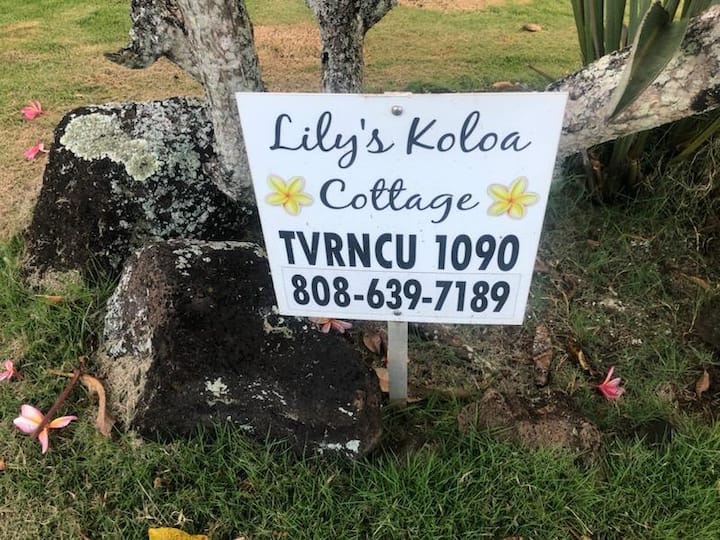 Lily's Koloa
Cottage
TVRNCU 1090
808-639-7189